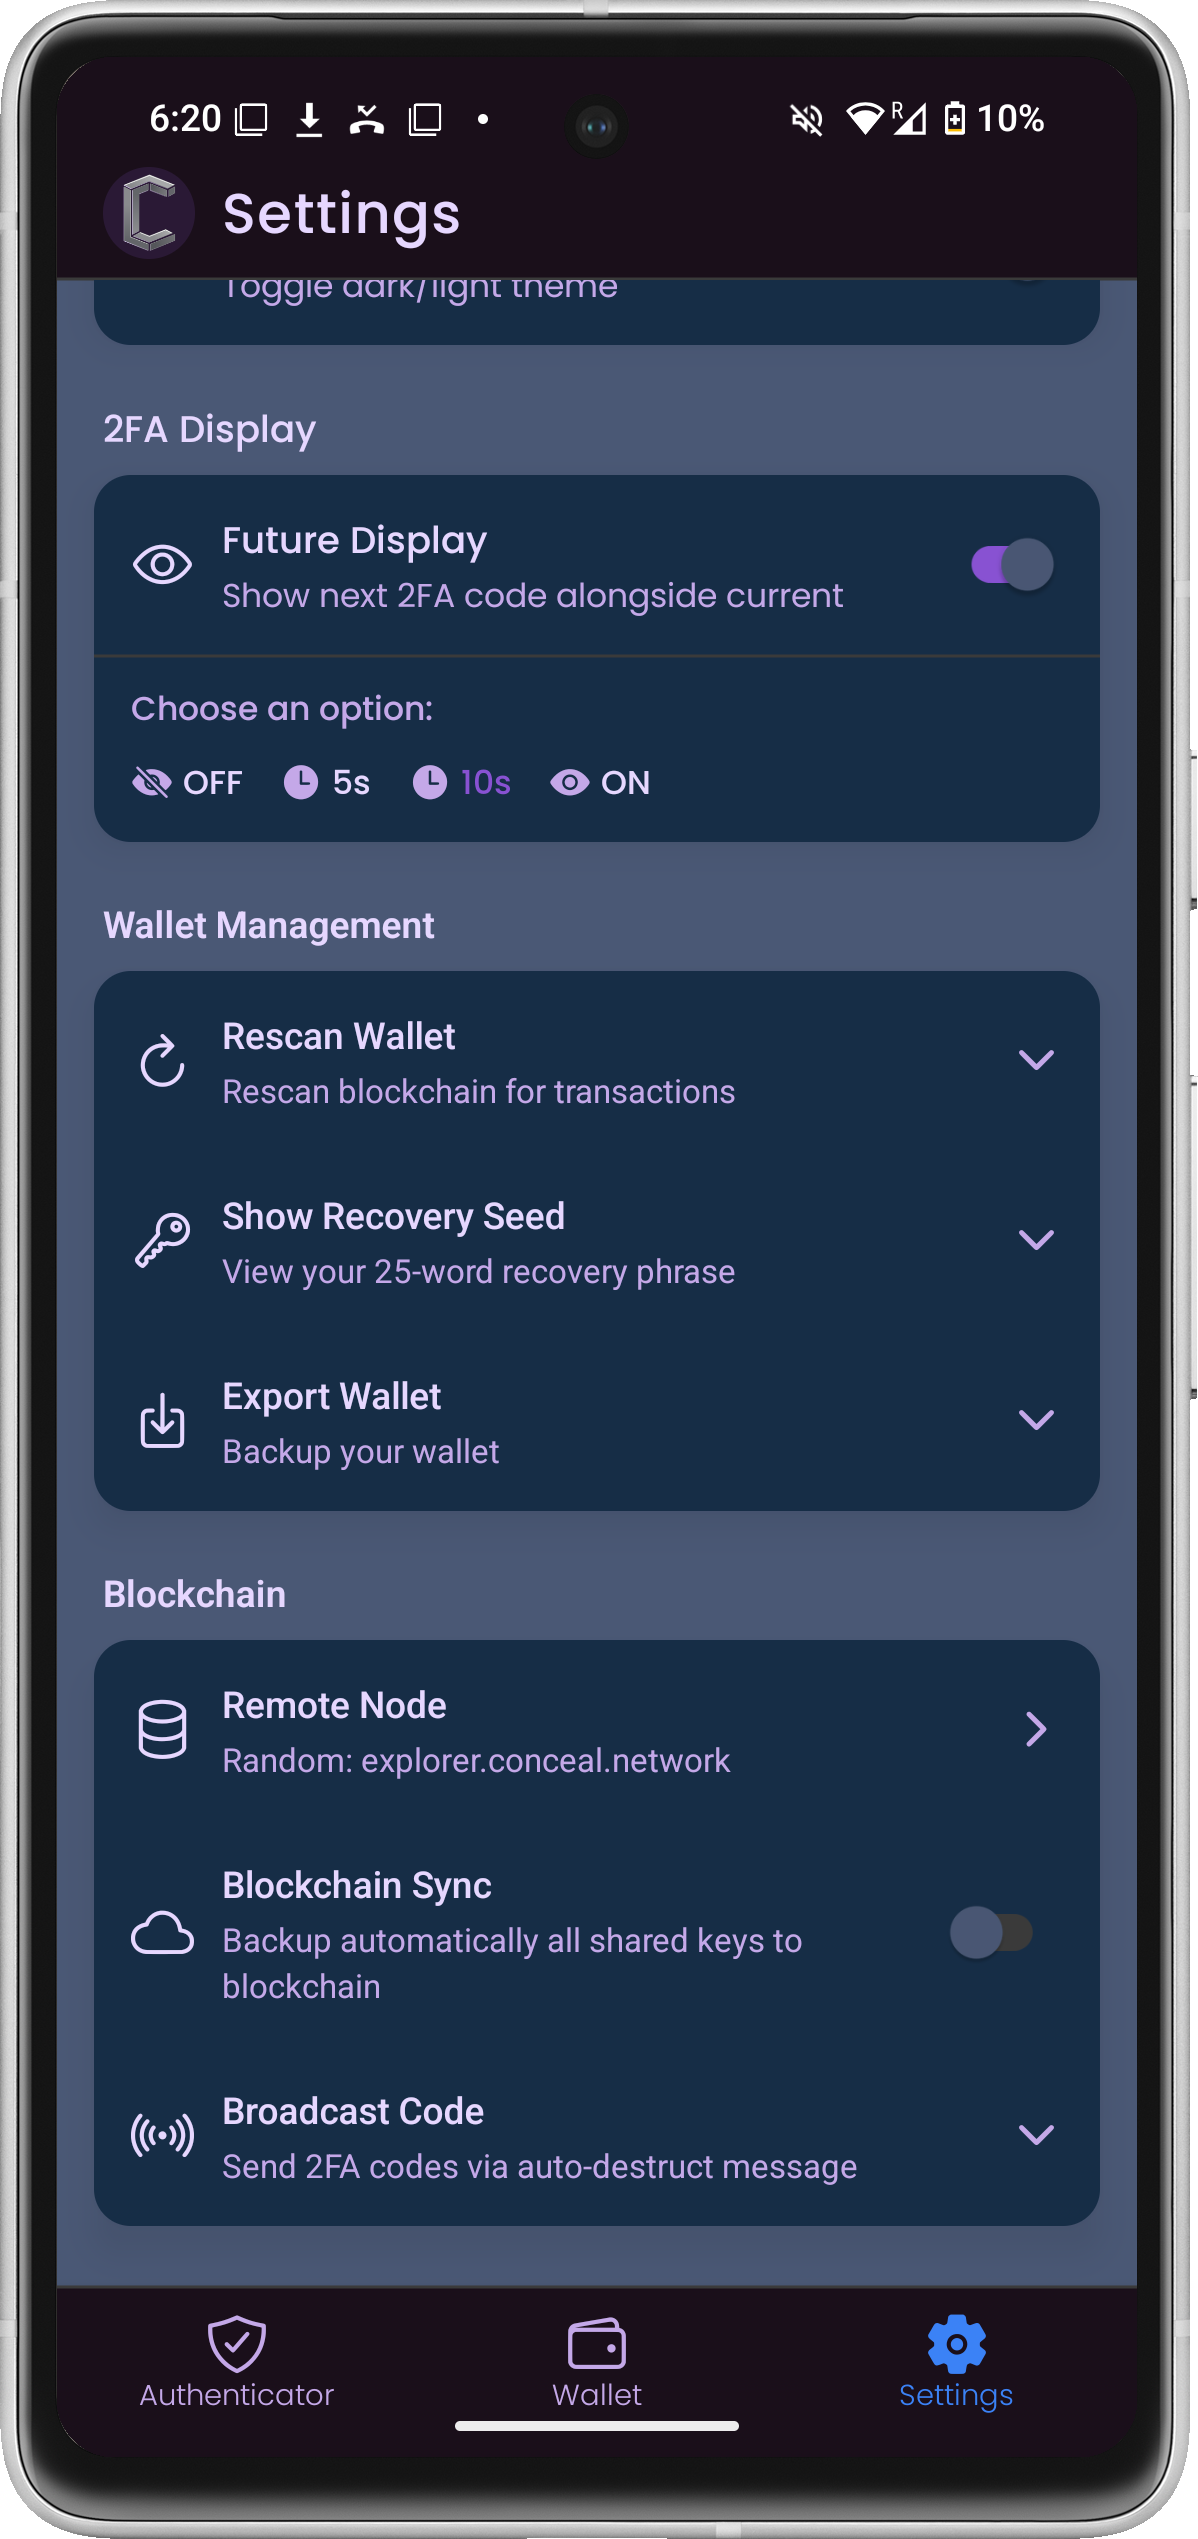 6:20
R
10%
Settings
Toggle dark/light theme
2FA Display
Future Display
Show next 2FA code alongside current
Choose an option:
OFF 5s 10s ON
Wallet Management
Rescan Wallet
Rescan blockchain for transactions
Show Recovery Seed
View your 25-word recovery phrase
Export Wallet
Backup your wallet
Blockchain
Remote Node
Random: explorer.conceal.network
Blockchain Sync
Backup automatically all shared keys to
blockchain
Broadcast Code
Send 2FA codes via auto-destruct message
Authenticator Wallet Settings